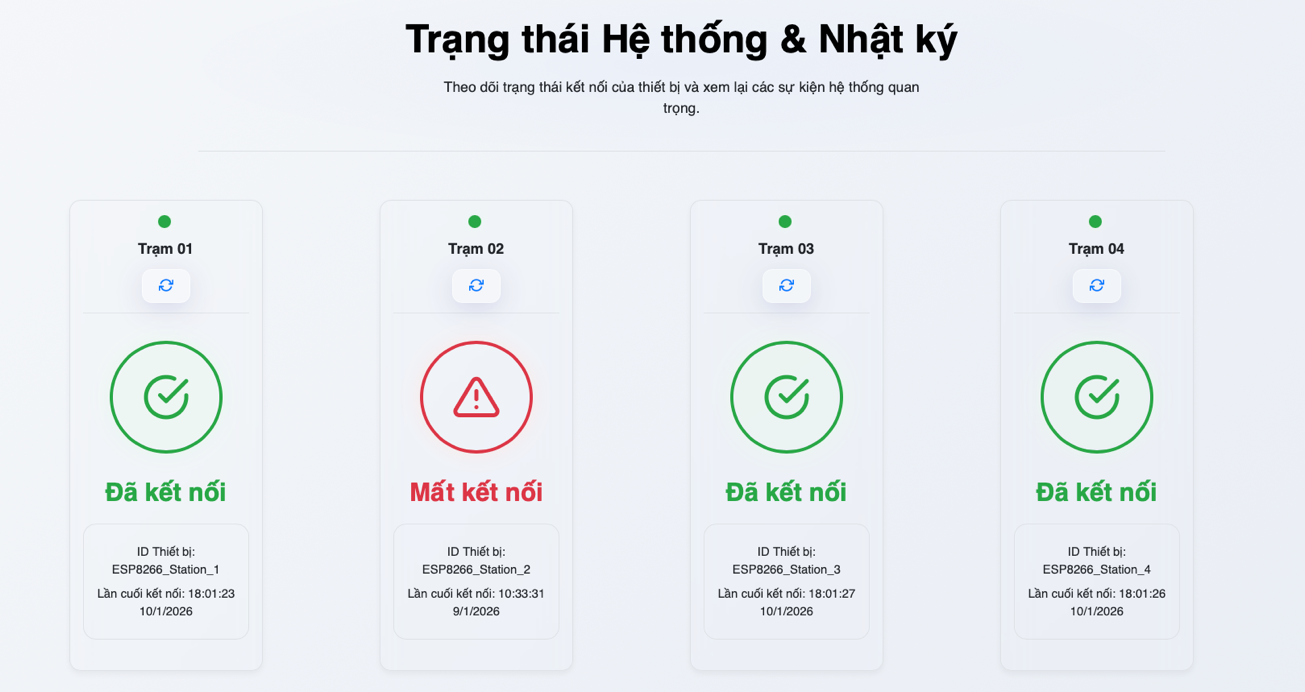 Trạng thái Hệ thống & Nhật ký
Theo dõi trạng thái kết nối của thiết bị và xem lại các sự kiện hệ thống quan
trọng.
Trạm 01
Đã kết nối
ID Thiết bị:
ESP8266_Station_1
Lần cuối kết nối: 18:01:23
10/1/2026
Trạm 02
Mất kết nối
ID Thiết bị:
ESP8266_Station_2
Lần cuối kết nối: 10:33:31
9/1/2026
Trạm 03
Đã kết nối
ID Thiết bị:
ESP8266_Station_3
Lần cuối kết nối: 18:01:27
10/1/2026
Trạm 04
Đã kết nối
ID Thiết bị:
ESP8266_Station_4
Lần cuối kết nối: 18:01:26
10/1/2026